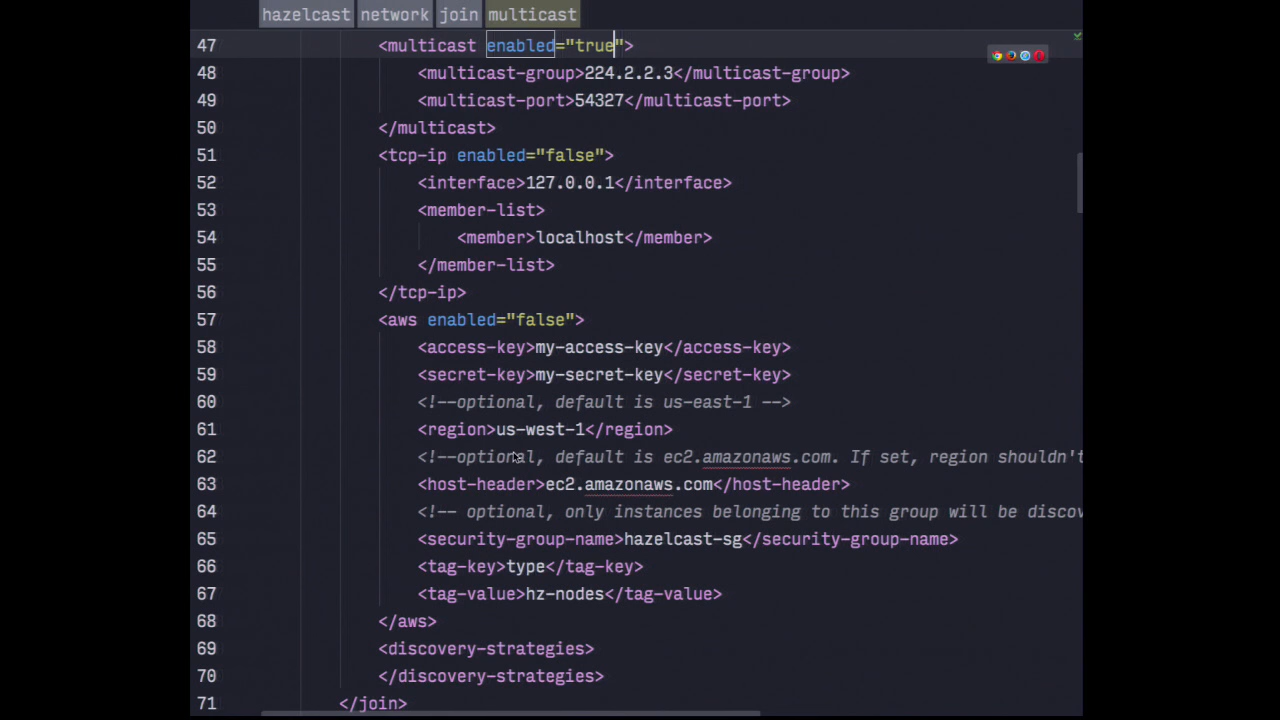 hazelcast network join multicast
47 <multicast enabled="true">
48 <multicast-group>224.2.2.3</multicast-group>
49 <multicast-port>54327</multicast-port>
50 </multicast>
51 <tcp-ip enabled="false">
52 <interface>127.0.0.1</interface>
53 <member-list>
54 <member>localhost</member>
55 </member-list>
56 </tcp-ip>
57 <aws enabled="false">
58 <access-key>my-access-key</access-key>
59 <secret-key>my-secret-key</secret-key>
60 <!--optional, default is us-east-1 -->
61 <region>us-west-1</region>
62 <!--optional, default is ec2.amazonaws.com. If set, region shouldn't
63 <host-header>ec2.amazonaws.com</host-header>
64 <!-- optional, only instances belonging to this group will be discov
65 <security-group-name>hazelcast-sg</security-group-name>
66 <tag-key>type</tag-key>
67 <tag-value>hz-nodes</tag-value>
68 </aws>
69 <discovery-strategies>
70 </discovery-strategies>
71 </join>